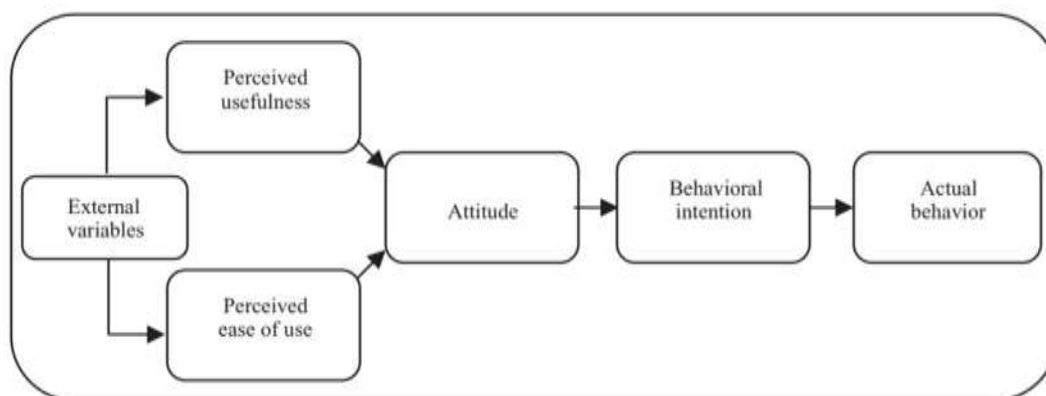 Perceived
usefulness
External
variables
Attitude
Behavioral
intention
Actual
behavior
Perceived
ease of use